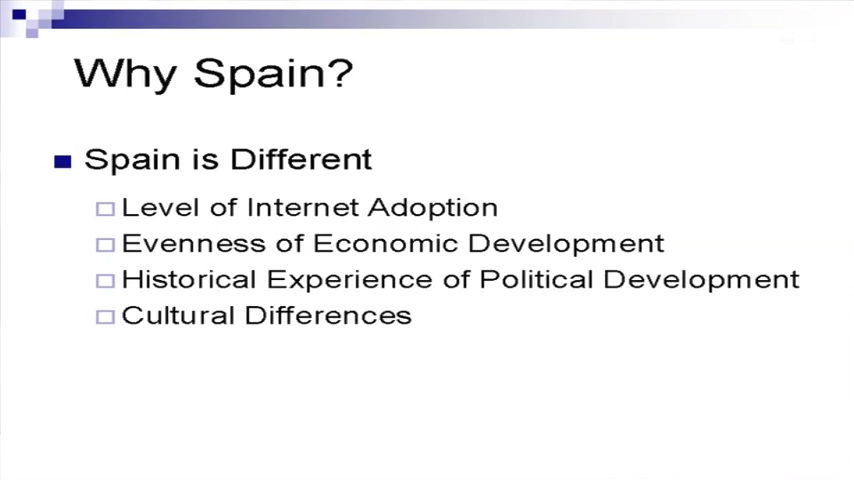 Why Spain?
Spain is Different
Level of Internet Adoption
Evenness of Economic Development
Historical Experience of Political Development
Cultural Differences